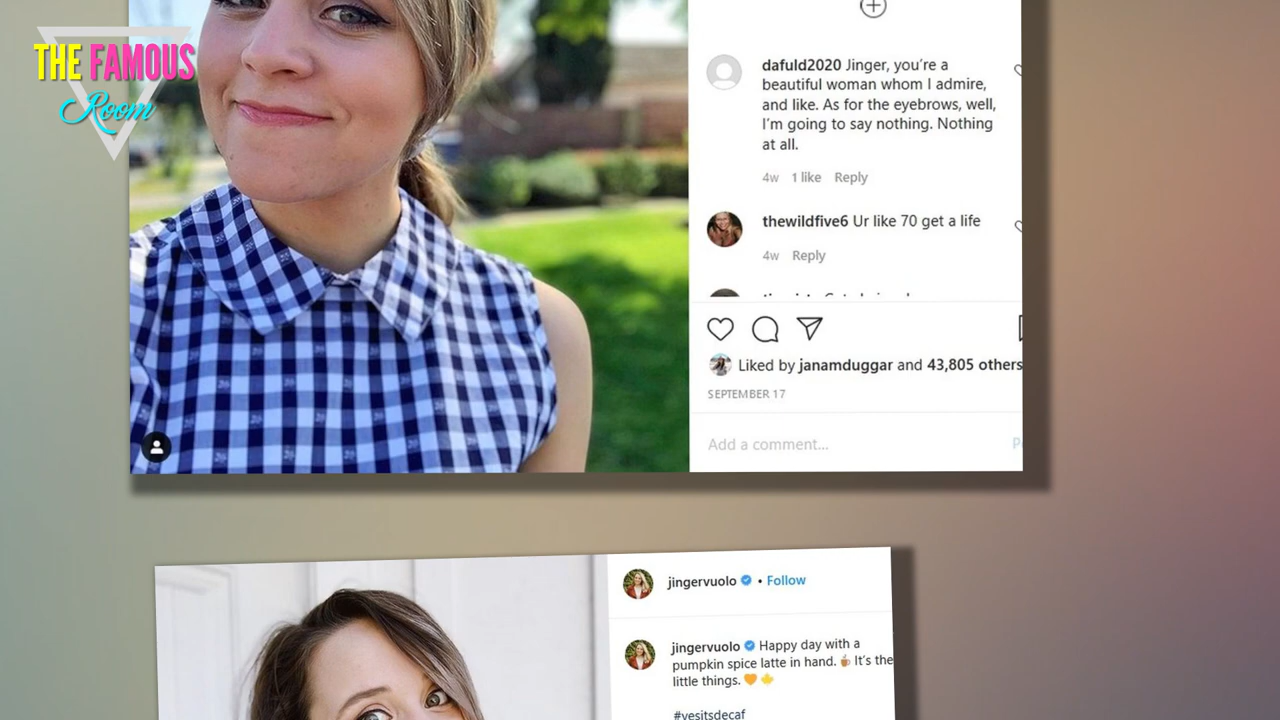 THE FAMOUS
Room
dafuld2020 Jinger, you're a
beautiful woman whom I admire,
and like. As for the eyebrows, well,
I'm going to say nothing. Nothing
at all.
4w 1 like Reply
thewildfive6 Ur like 70 get a life
4w Reply
Liked by janamduggar and 43,805 others
SEPTEMBER 17
Add a comment...
jingervuolo • Follow
jingervuolo Happy day with a
pumpkin spice latte in hand. ☕ It's the
little things. 🧡 🍁
#yesitsdecaf